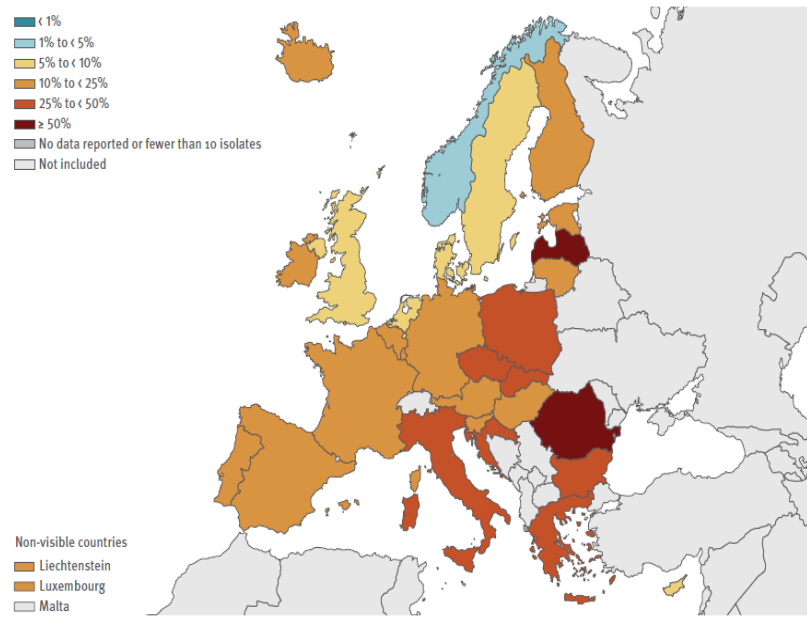 < 1%
1% to < 5%
5% to < 10%
10% to < 25%
25% to < 50%
≥ 50%
No data reported or fewer than 10 isolates
Not included
Non-visible countries
Liechtenstein
Luxembourg
Malta